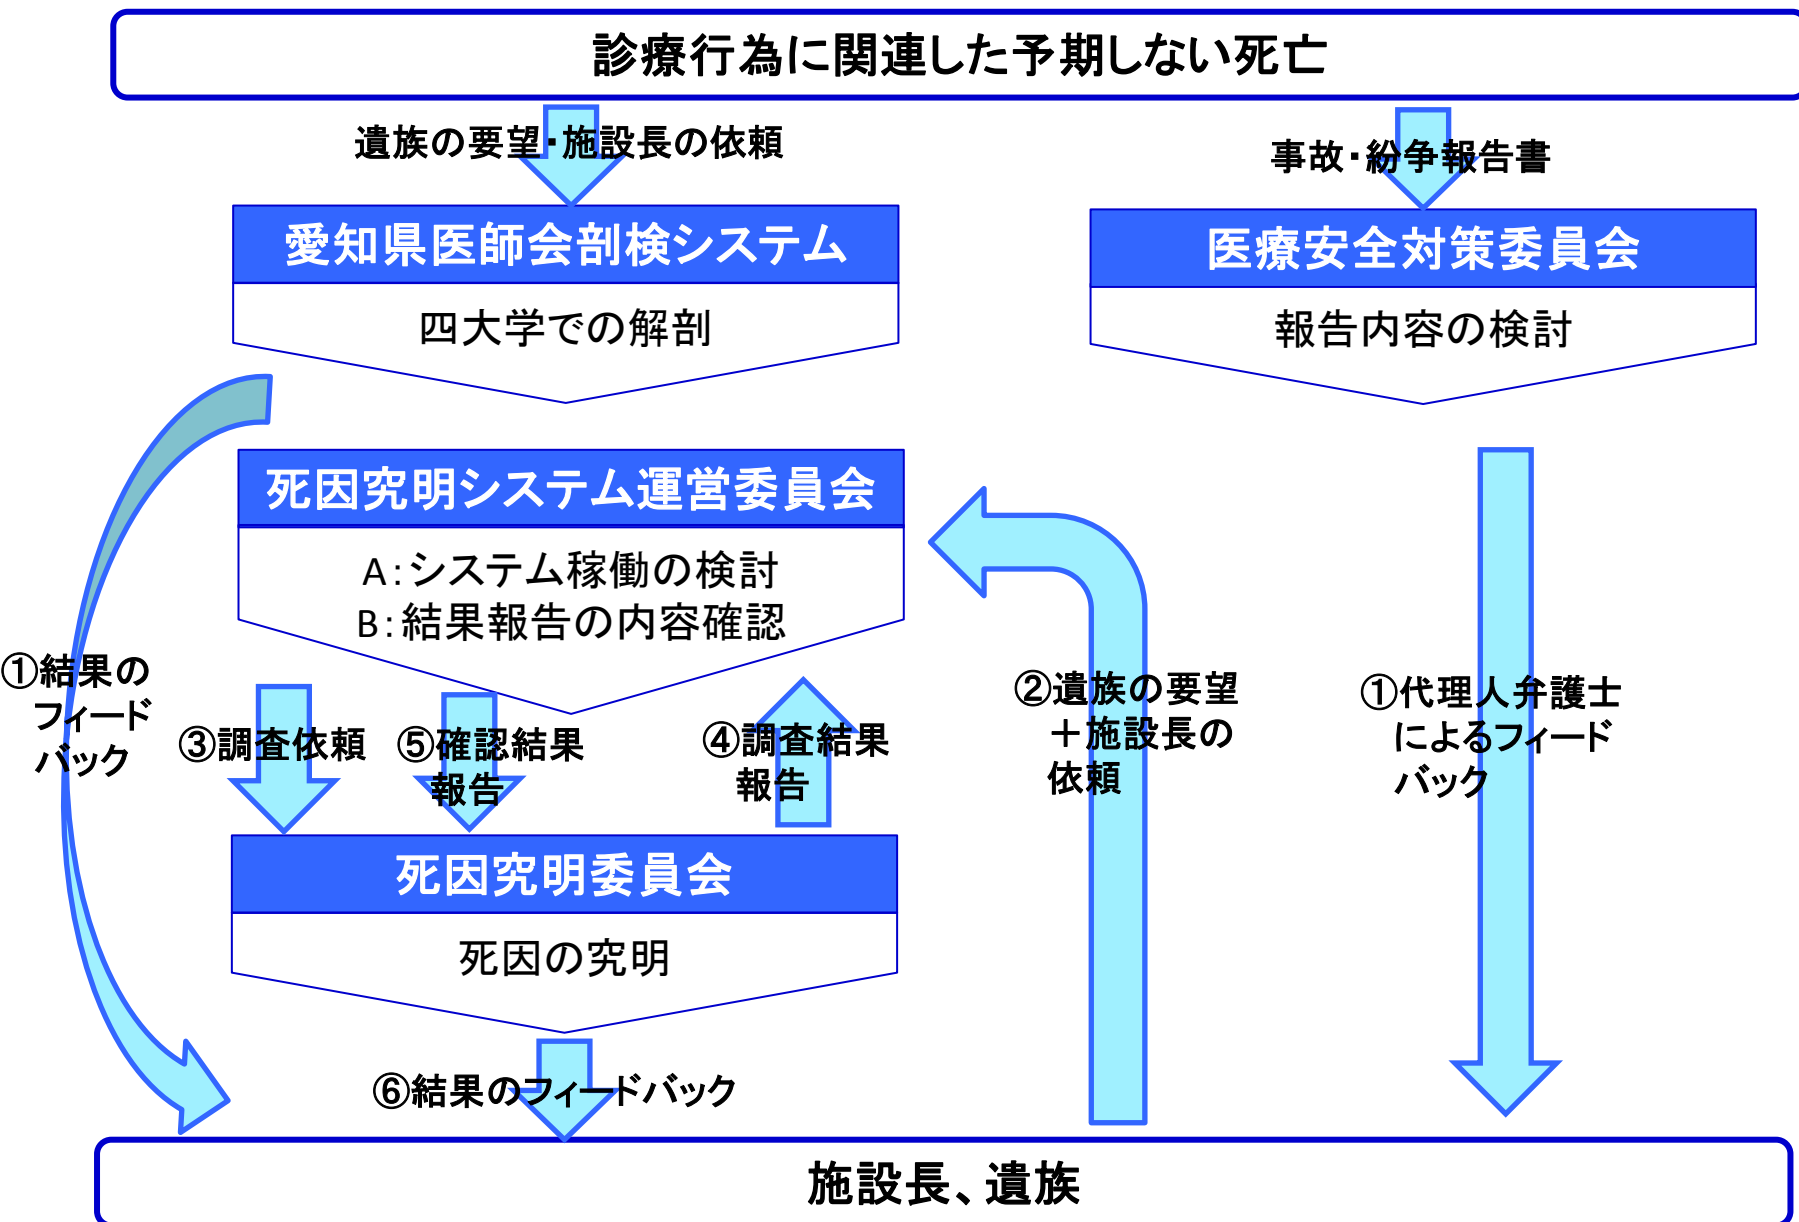 診療行為に関連した予期しない死亡
遺族の要望・施設長の依頼
事故・紛争報告書
愛知県医師会剖検システム
四大学での解剖
医療安全対策委員会
報告内容の検討
死因究明システム運営委員会
A:システム稼働の検討
B:結果報告の内容確認
①結果の
フィード
バック
③調査依頼
⑤確認結果
報告
④調査結果
報告
②遺族の要望
＋施設長の
依頼
①代理人弁護士
によるフィード
バック
死因究明委員会
死因の究明
⑥結果のフィードバック
施設長、遺族